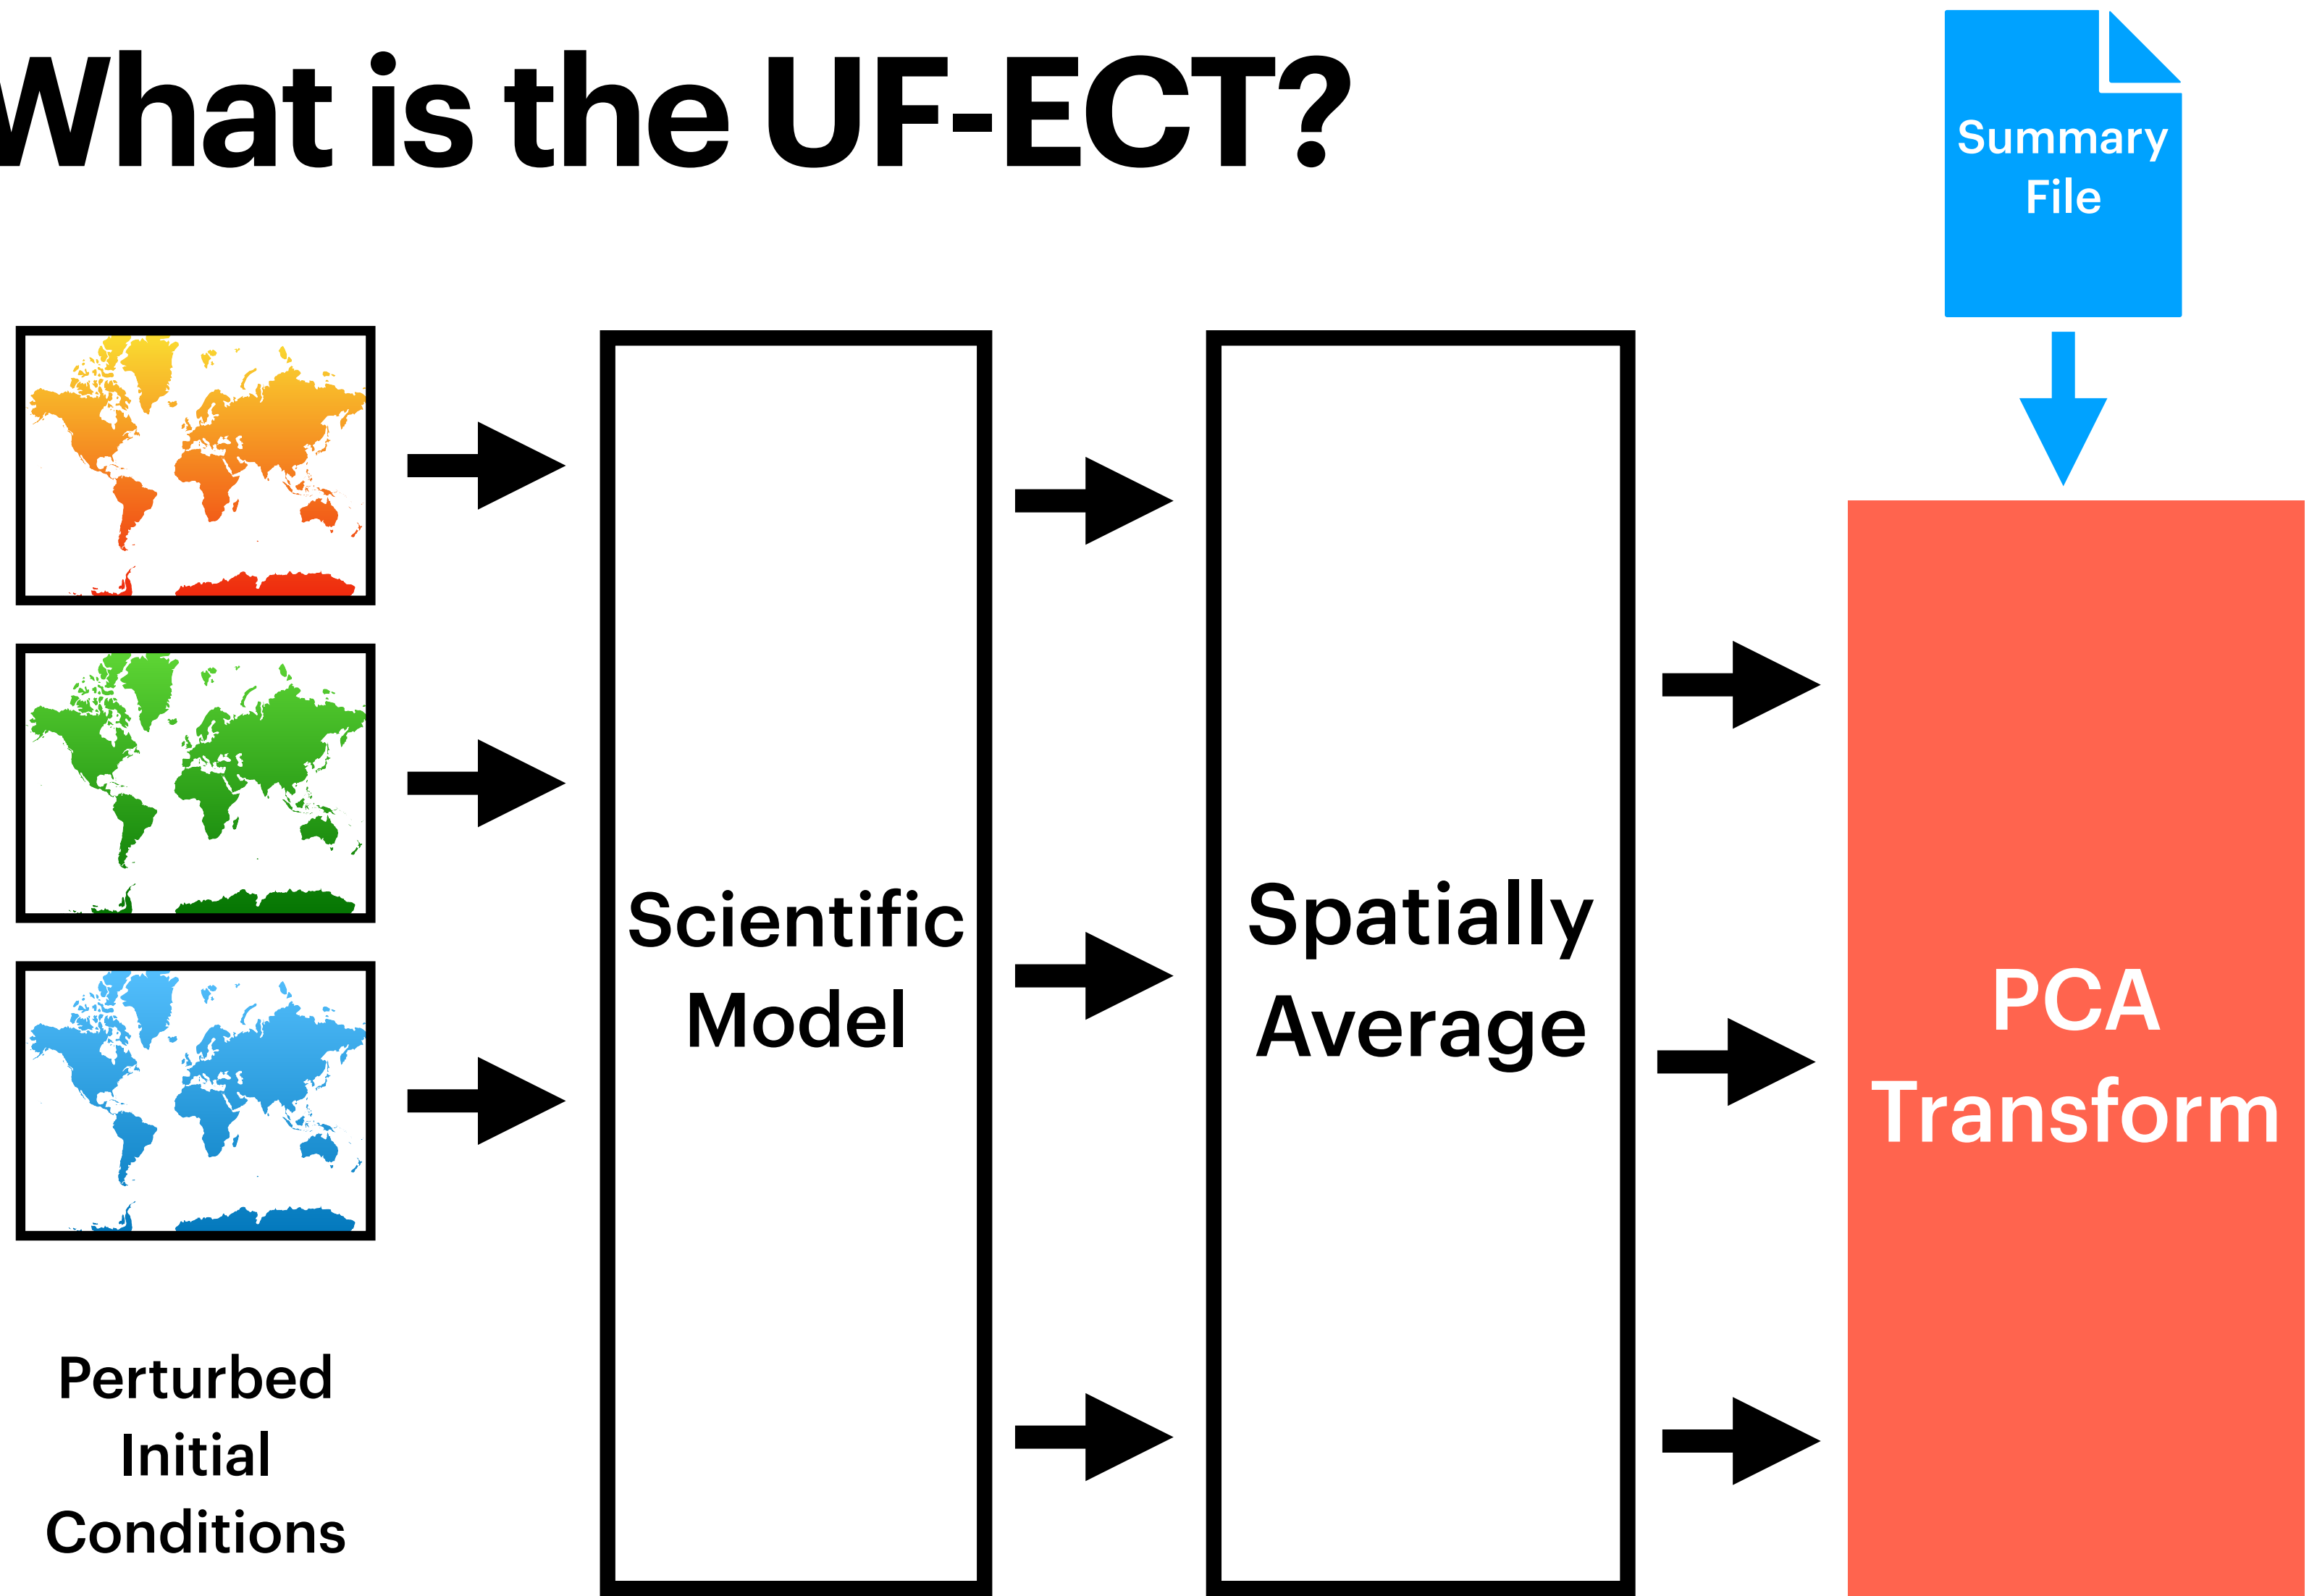 What is the UF-ECT?
Summary
File
Scientific
Model
Spatially
Average
PCA
Transform
Perturbed
Initial
Conditions